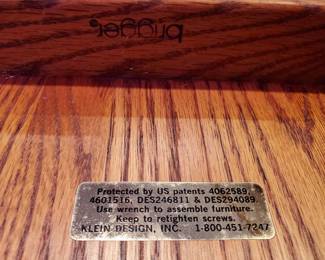 brigger
Protected by US patents 4062589,
4601516, DES246811 & DES294089.
Use wrench to assemble furniture.
Keep to retighten screws.
KLEIN DESIGN, INC. 1-800-451-7247